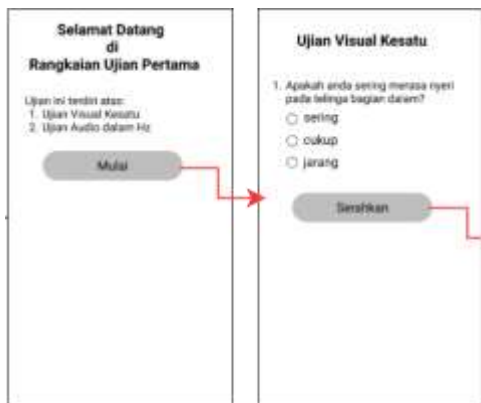 Selamat Datang
di
Rangkaian Ujian Pertama
Ujian ini terdiri atas:
1. Ujian Visual Kesatu
2. Ujian Audio dalam Hz
Mulai
Ujian Visual Kesatu
1. Apakah anda sering merasa nyeri
pada telinga bagian dalam?
sering
cukup
jarang
Serahkan